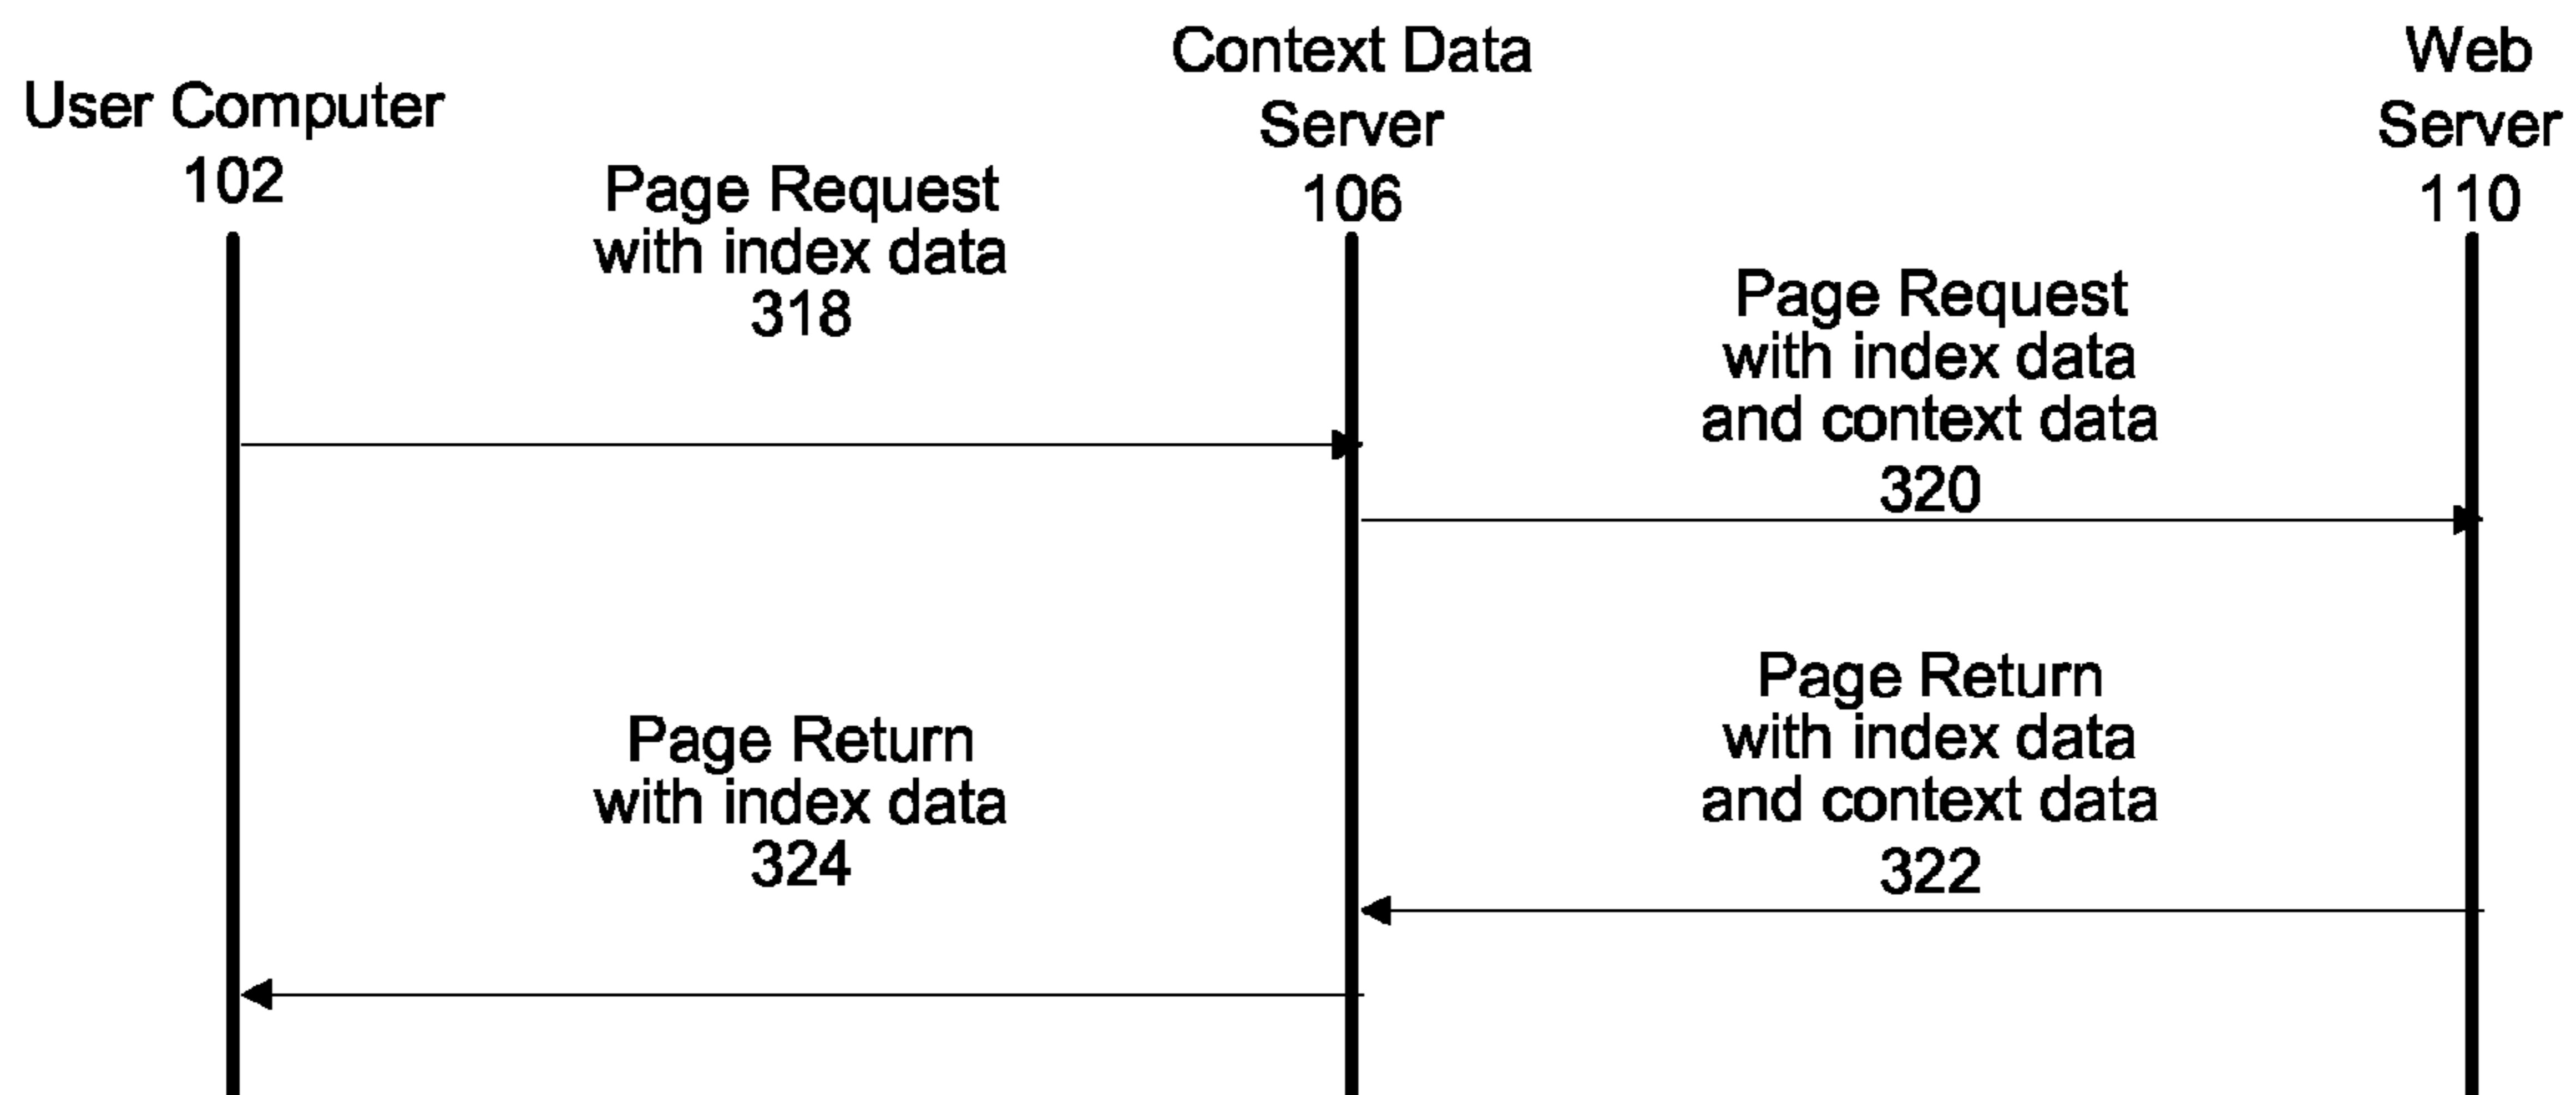 User Computer
102
Context Data
Server
106
Web
Server
110
Page Request
with index data
318
Page Request
with index data
and context data
320
Page Return
with index data
and context data
322
Page Return
with index data
324